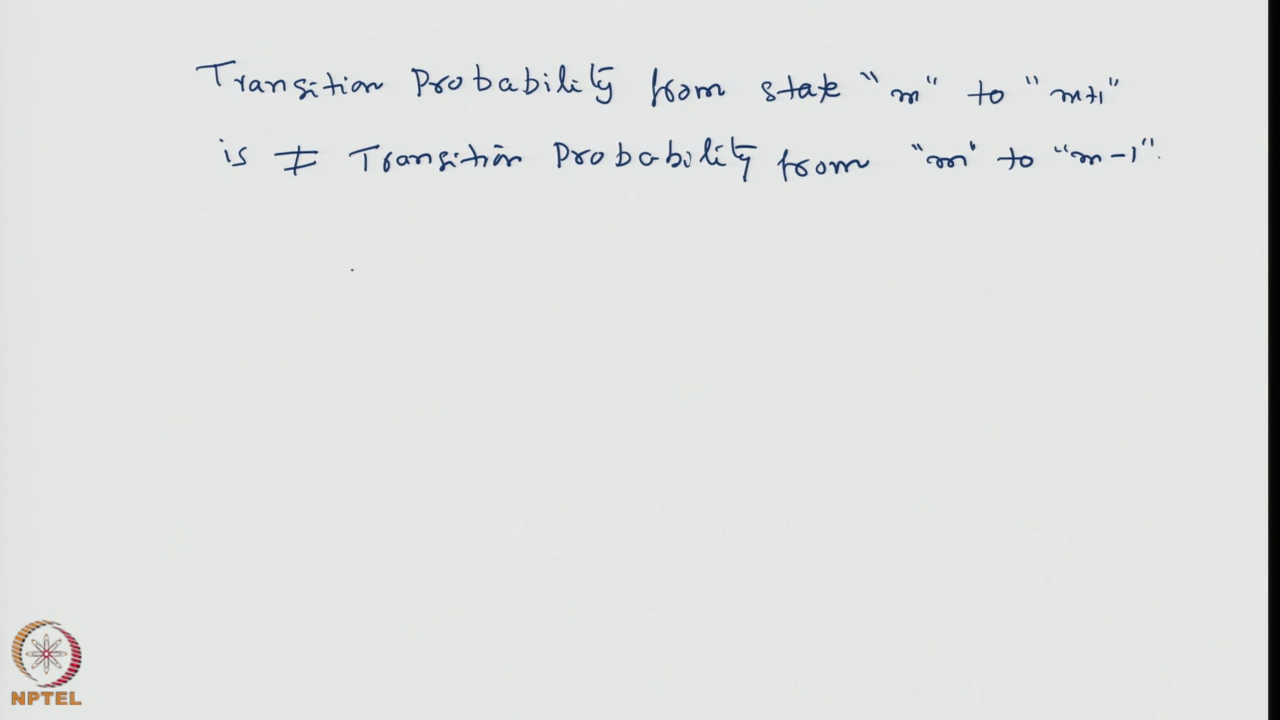 Transition Probability from state "m" to "m+1"
is ≠ Transition Probability from "m" to "m-1".
NPTEL